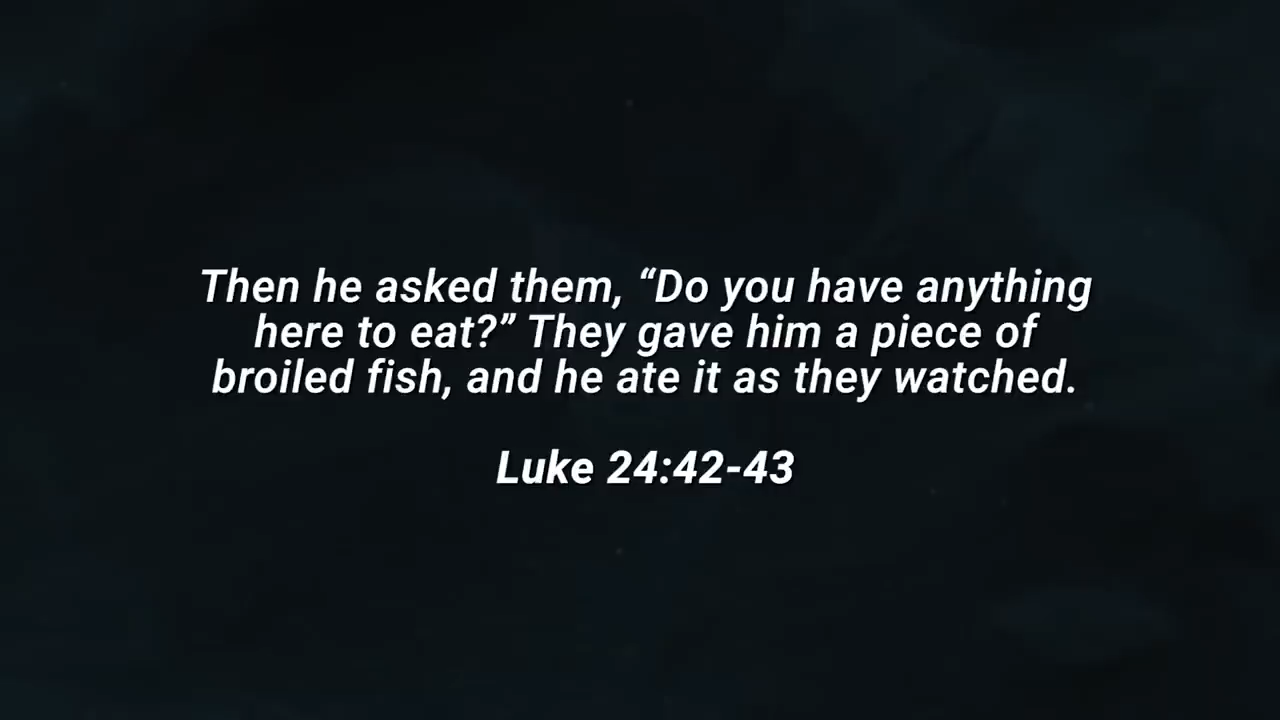 Then he asked them, “Do you have anything
here to eat?” They gave him a piece of
broiled fish, and he ate it as they watched.
Luke 24:42-43